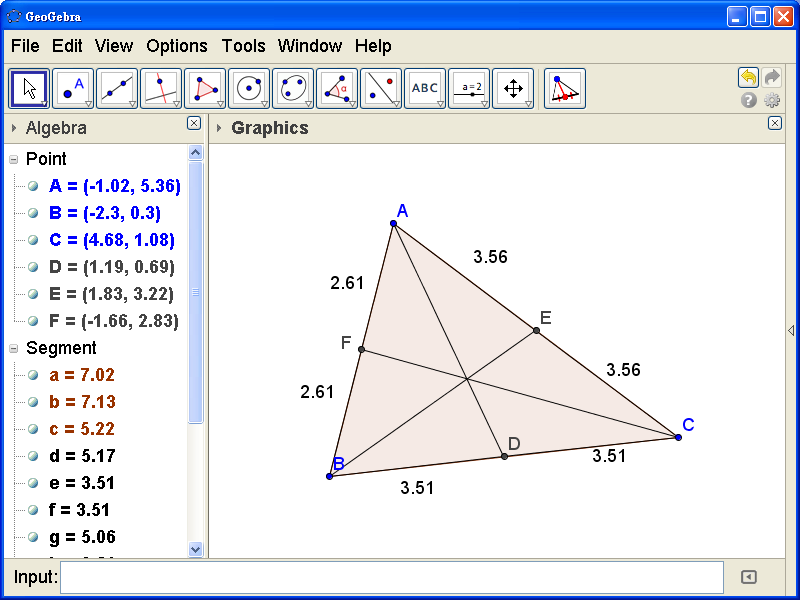 GeoGebra
File Edit View Options Tools Window Help
A
α
ABC
a=2
Algebra
Graphics
Point
A = (-1.02, 5.36)
B = (-2.3, 0.3)
C = (4.68, 1.08)
D = (1.19, 0.69)
E = (1.83, 3.22)
F = (-1.66, 2.83)
Segment
a = 7.02
b = 7.13
c = 5.22
d = 5.17
e = 3.51
f = 3.51
g = 5.06
A
3.56
2.61
E
F
3.56
2.61
C
D
B
3.51
3.51
Input: